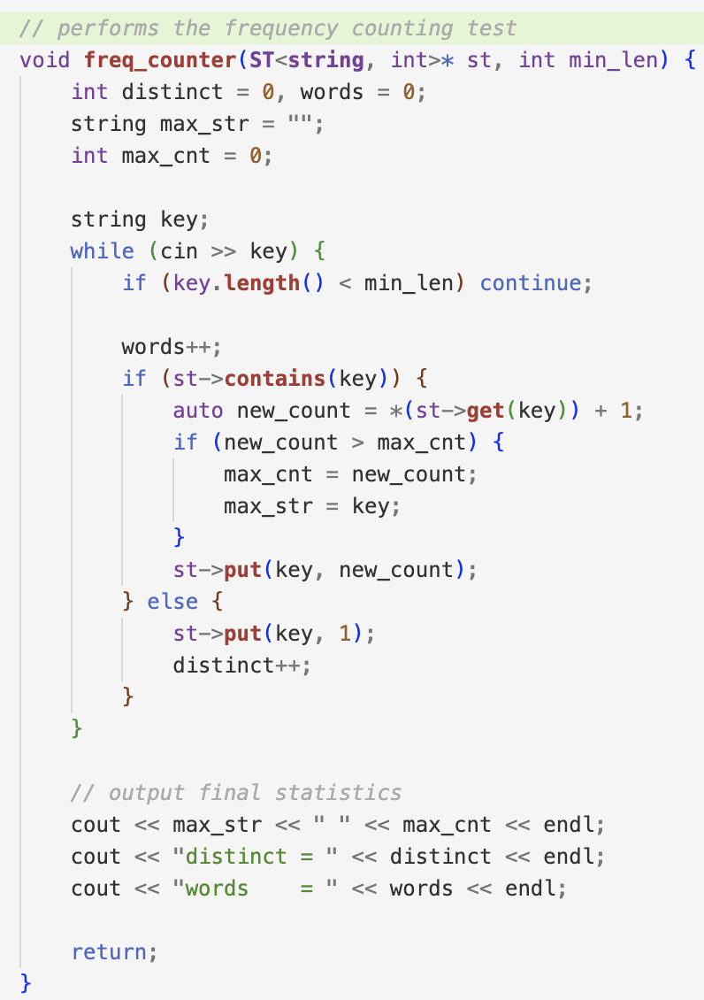 // performs the frequency counting test
void freq_counter(ST<string, int>* st, int min_len) {
    int distinct = 0, words = 0;
    string max_str = "";
    int max_cnt = 0;

    string key;
    while (cin >> key) {
        if (key.length() < min_len) continue;

        words++;
        if (st->contains(key)) {
            auto new_count = *(st->get(key)) + 1;
            if (new_count > max_cnt) {
                max_cnt = new_count;
                max_str = key;
            }
            st->put(key, new_count);
        } else {
            st->put(key, 1);
            distinct++;
        }
    }

    // output final statistics
    cout << max_str << " " << max_cnt << endl;
    cout << "distinct = " << distinct << endl;
    cout << "words    = " << words << endl;

    return;
}